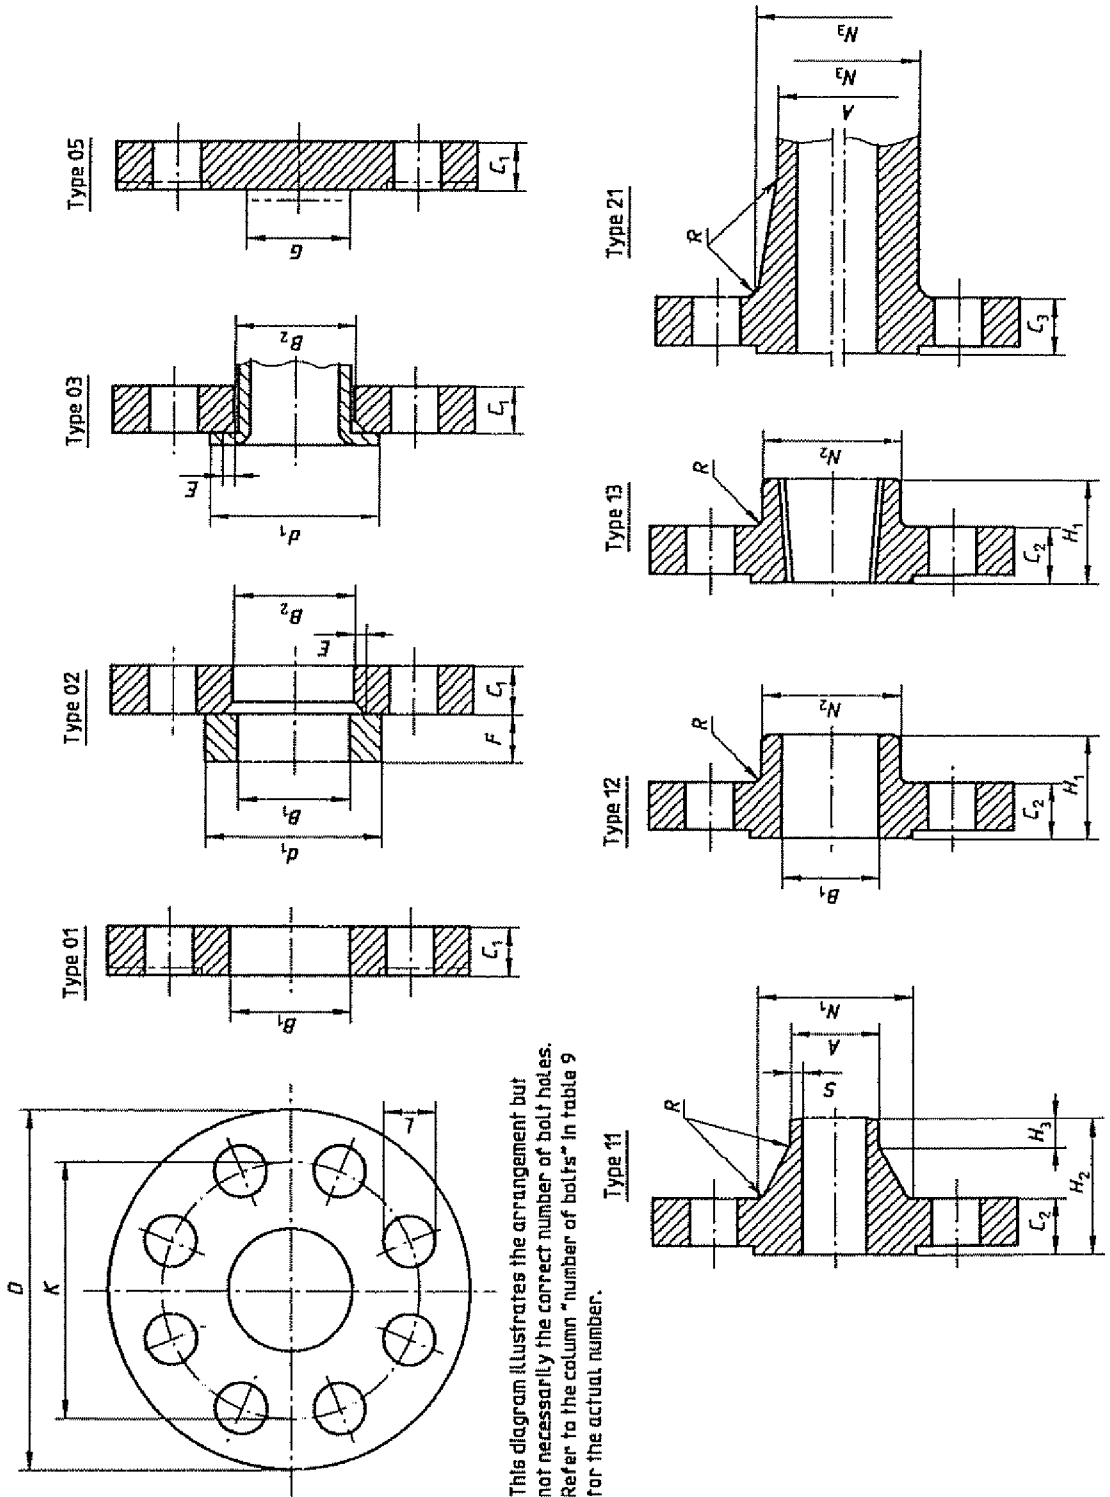 D
K
L
This diagram illustrates the arrangement but
not necessarily the correct number of bolt holes.
Refer to the column "number of bolts" in table 9
for the actual number.
Type 01
B1
C1
Type 02
d1
B1
B2
E
F
C1
Type 03
d1
E
B2
C1
Type 05
G
C1
Type 11
R
S
A
N1
H3
C2
H2
Type 12
R
B1
N2
C2
H1
Type 13
R
N2
C2
H1
Type 21
R
A
N3
N3
C3